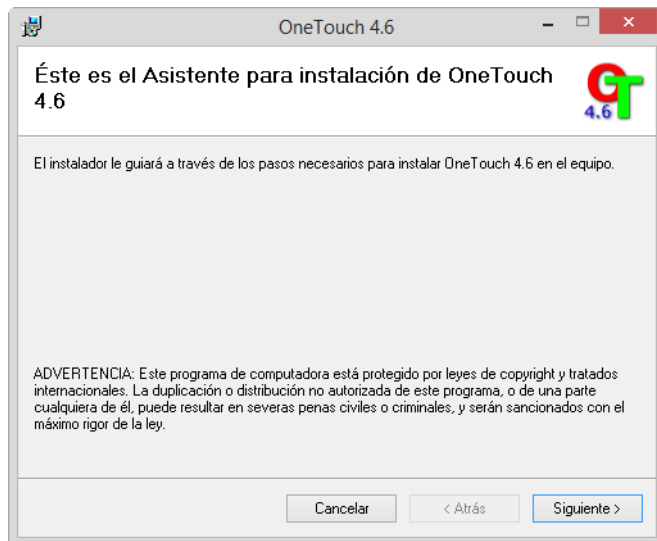 OneTouch 4.6
Éste es el Asistente para instalación de OneTouch
4.6
OT
4.6
El instalador le guiará a través de los pasos necesarios para instalar OneTouch 4.6 en el equipo.
ADVERTENCIA: Este programa de computadora está protegido por leyes de copyright y tratados
internacionales. La duplicación o distribución no autorizada de este programa, o de una parte
cualquiera de él, puede resultar en severas penas civiles o criminales, y serán sancionados con el
máximo rigor de la ley.
Cancelar
< Atrás
Siguiente >